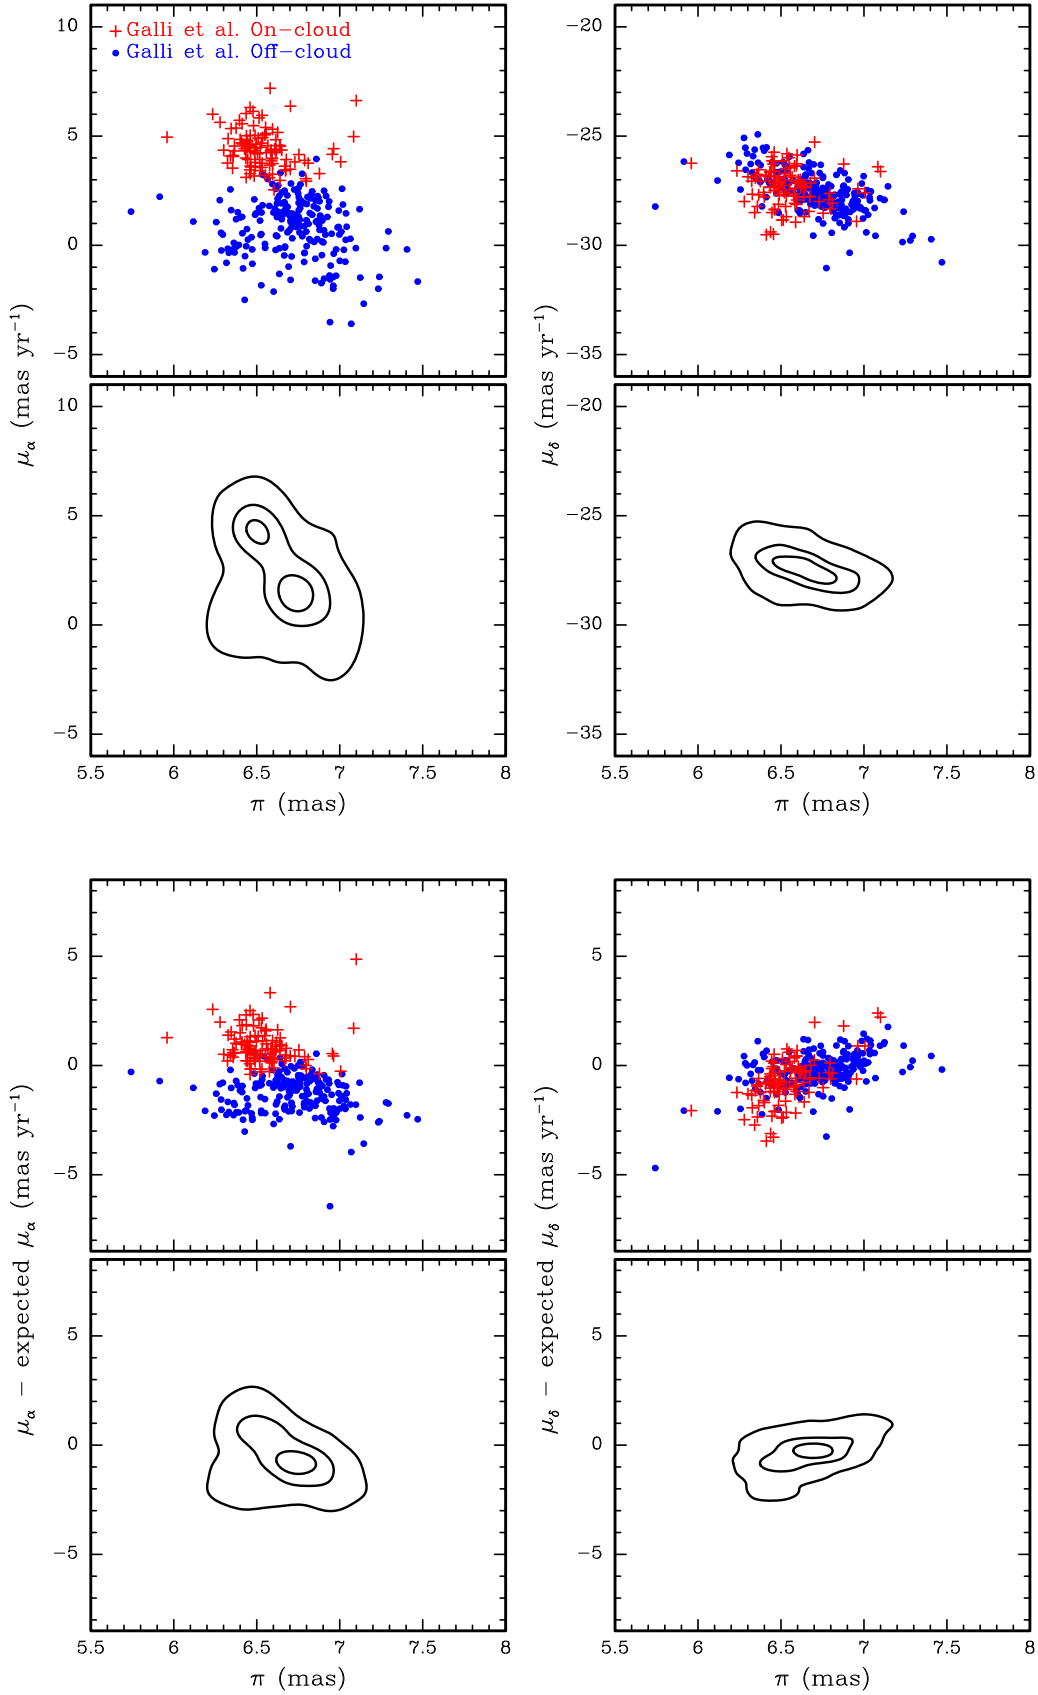 Galli et al. On−cloud
Galli et al. Off−cloud
10
5
0
−5
μα (mas yr−1)
−20
−25
−30
−35
μδ (mas yr−1)
10
5
0
−5
5.5 6 6.5 7 7.5 8
π (mas)
−20
−25
−30
−35
5.5 6 6.5 7 7.5 8
π (mas)
5
0
−5
μα − expected μα (mas yr−1)
5
0
−5
μδ − expected μδ (mas yr−1)
5
0
−5
5.5 6 6.5 7 7.5 8
π (mas)
5
0
−5
5.5 6 6.5 7 7.5 8
π (mas)